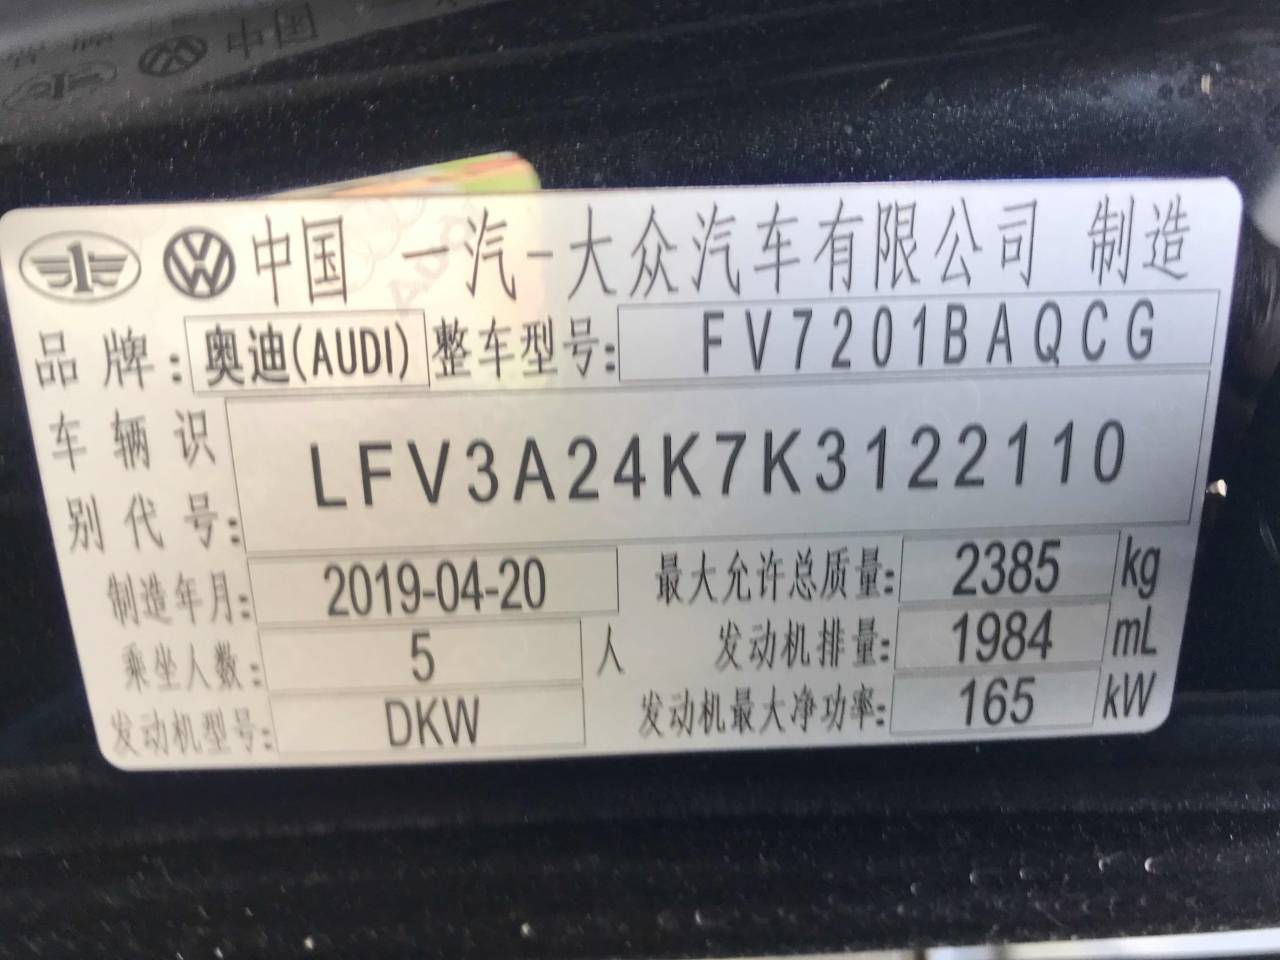 中国 一汽-大众汽车有限公司 制造
品牌: 奥迪(AUDI) 整车型号: FV7201BAQCG
车辆识别代号: LFV3A24K7K3122110
制造年月: 2019-04-20 最大允许总质量: 2385 kg
乘坐人数: 5 人 发动机排量: 1984 mL
发动机型号: DKW 发动机最大净功率: 165 kW